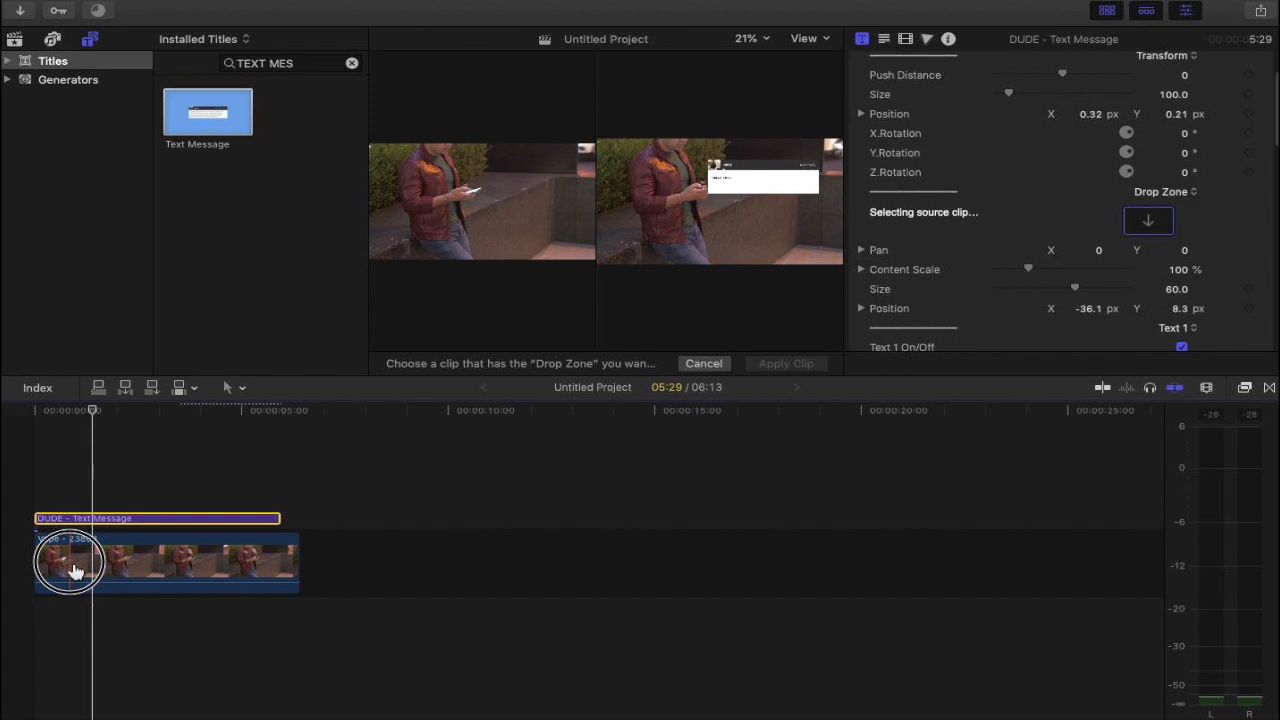 Installed Titles
Untitled Project
21%
View
DUDE - Text Message
00:00:05:29
Titles
TEXT MES
Generators
Text Message
Transform
Push Distance 0
Size 100.0
Position X 0.32 px Y 0.21 px
X.Rotation 0 °
Y.Rotation 0 °
Z.Rotation 0 °
Drop Zone
Selecting source clip...
Pan X 0 Y 0
Content Scale 100 %
Size 60.0
Position X -36.1 px Y 8.3 px
Text 1
Text 1 On/Off
Choose a clip that has the “Drop Zone” you wan...
Cancel
Apply Clip
Index
Untitled Project
05:29 / 06:13
00:00:05:00
00:00:10:00
00:00:15:00
00:00:20:00
00:00:25:00
-28 -28
6
0
-6
-12
-20
-30
-50
-∞
L R
DUDE - Text Message